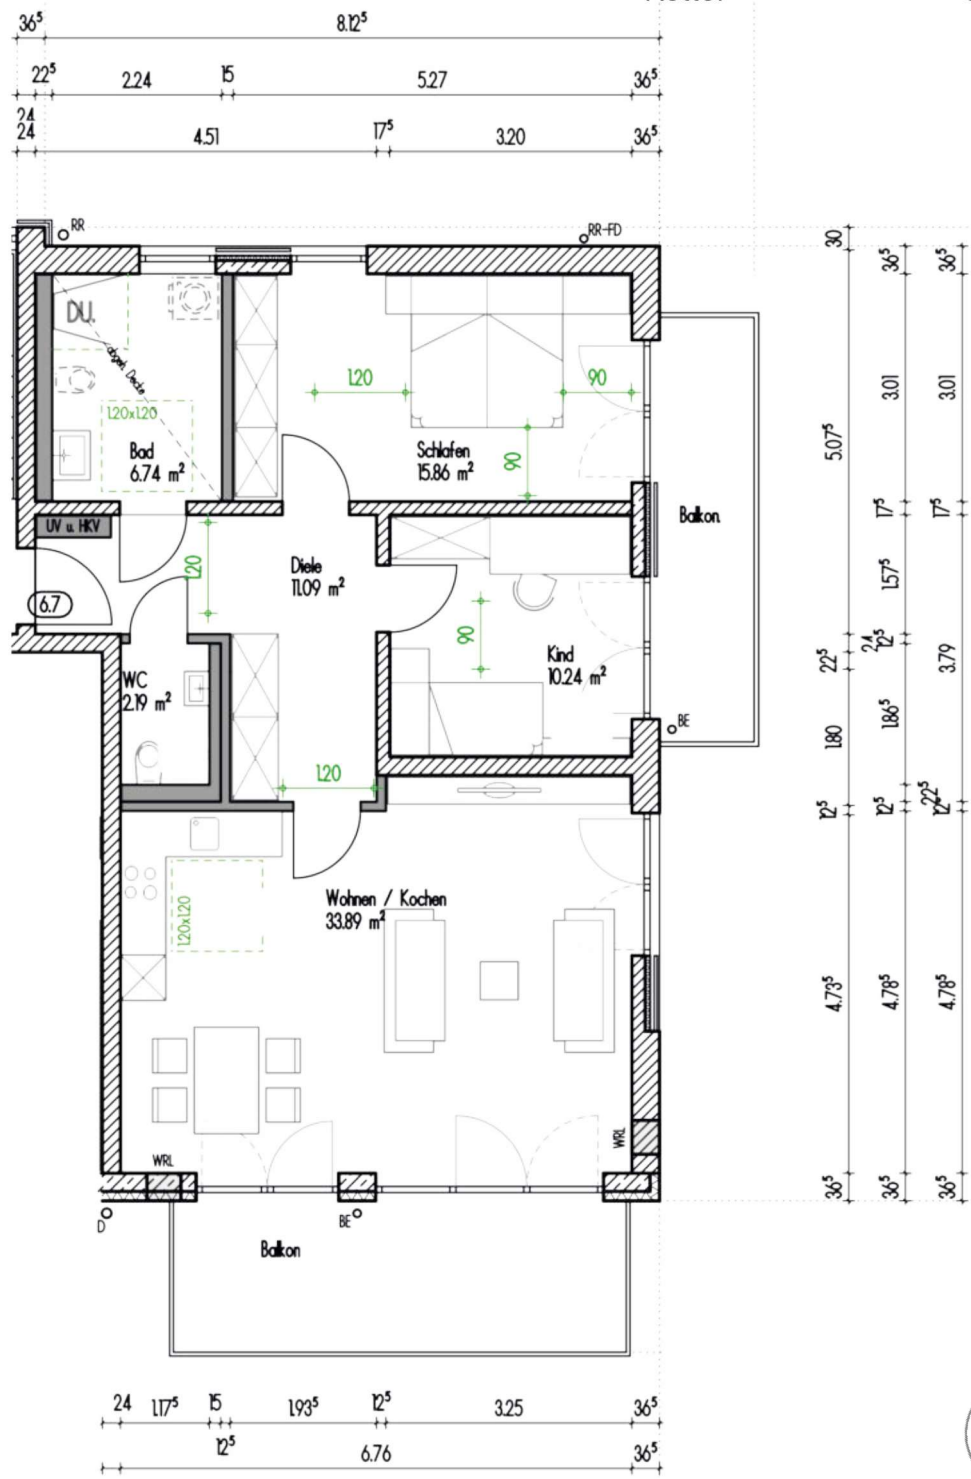 36⁵ 8.12⁵
22⁵ 2.24 15 5.27 36⁵
24
24 4.51 17⁵ 3.20 36⁵
RR
RR-FD
30
36⁵ 36⁵
DU.
abgeh. Decke
1.20 90
3.01 3.01
1.20x1.20
5.07⁵
Bad
6.74 m²
Schlafen
15.86 m²
90
UV u. HKV
Balkon
17⁵ 17⁵
1.20
Diele
11.09 m²
1.57⁵
6.7
90
Kind
10.24 m²
24
12⁵
22⁵
3.79
WC
2.19 m²
1.86⁵
BE
1.80
1.20
22⁵
12⁵ 12⁵ 12⁵
Wohnen / Kochen
33.89 m²
1.20x1.20
4.73⁵ 4.78⁵ 4.78⁵
WRL
WRL
36⁵ 36⁵ 36⁵
D
BE
Balkon
24 1.17⁵ 15 1.93⁵ 12⁵ 3.25 36⁵
12⁵ 6.76 36⁵